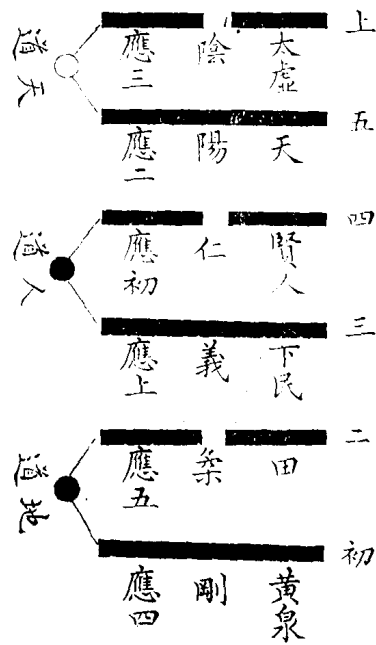 上
太虛 陰 應三
五
天 陽 應二
天道
四
賢人 仁 應初
三
下民 義 應上
人道
二
田 柔 應五
初
黃泉 剛 應四
地道